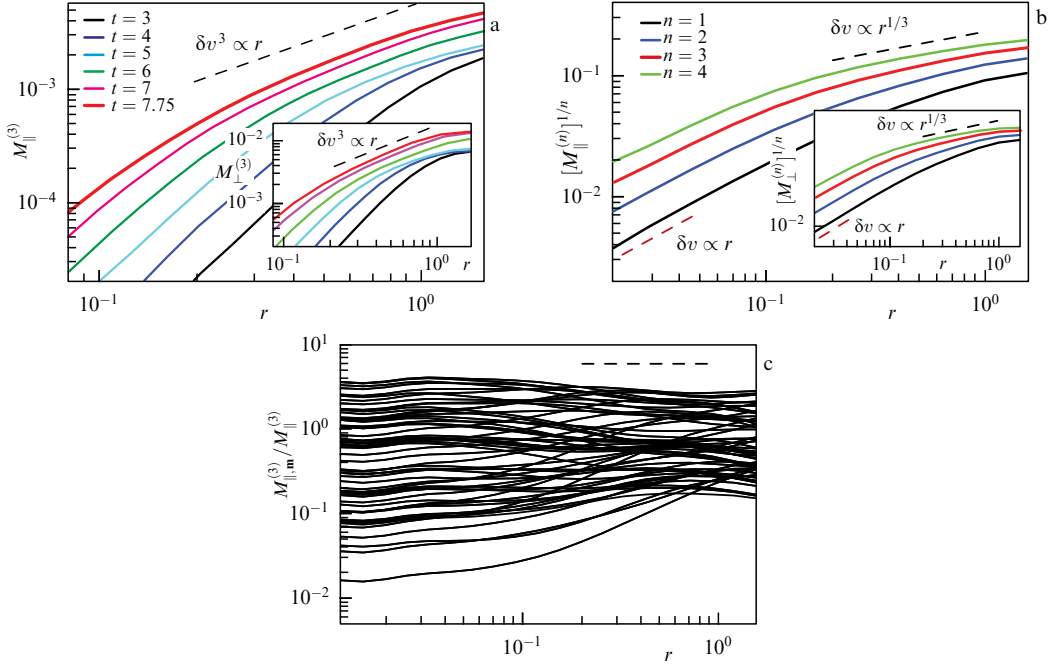 a
t = 3
t = 4
t = 5
t = 6
t = 7
t = 7.75
δv³ ∝ r
10⁻³
10⁻⁴
M∥⁽³⁾
10⁻¹
10⁰
r
δv³ ∝ r
10⁻²
10⁻³
M⊥⁽³⁾
10⁻¹
10⁰
r
b
n = 1
n = 2
n = 3
n = 4
δv ∝ r^{1/3}
10⁻¹
10⁻²
[M∥⁽ⁿ⁾]^{1/n}
δv ∝ r
10⁻¹
10⁰
r
δv ∝ r^{1/3}
[M⊥⁽ⁿ⁾]^{1/n}
10⁻²
10⁻¹
r
10⁰
c
10¹
10⁰
10⁻¹
10⁻²
M∥,𝐦⁽³⁾/M∥⁽³⁾
10⁻¹
r
10⁰